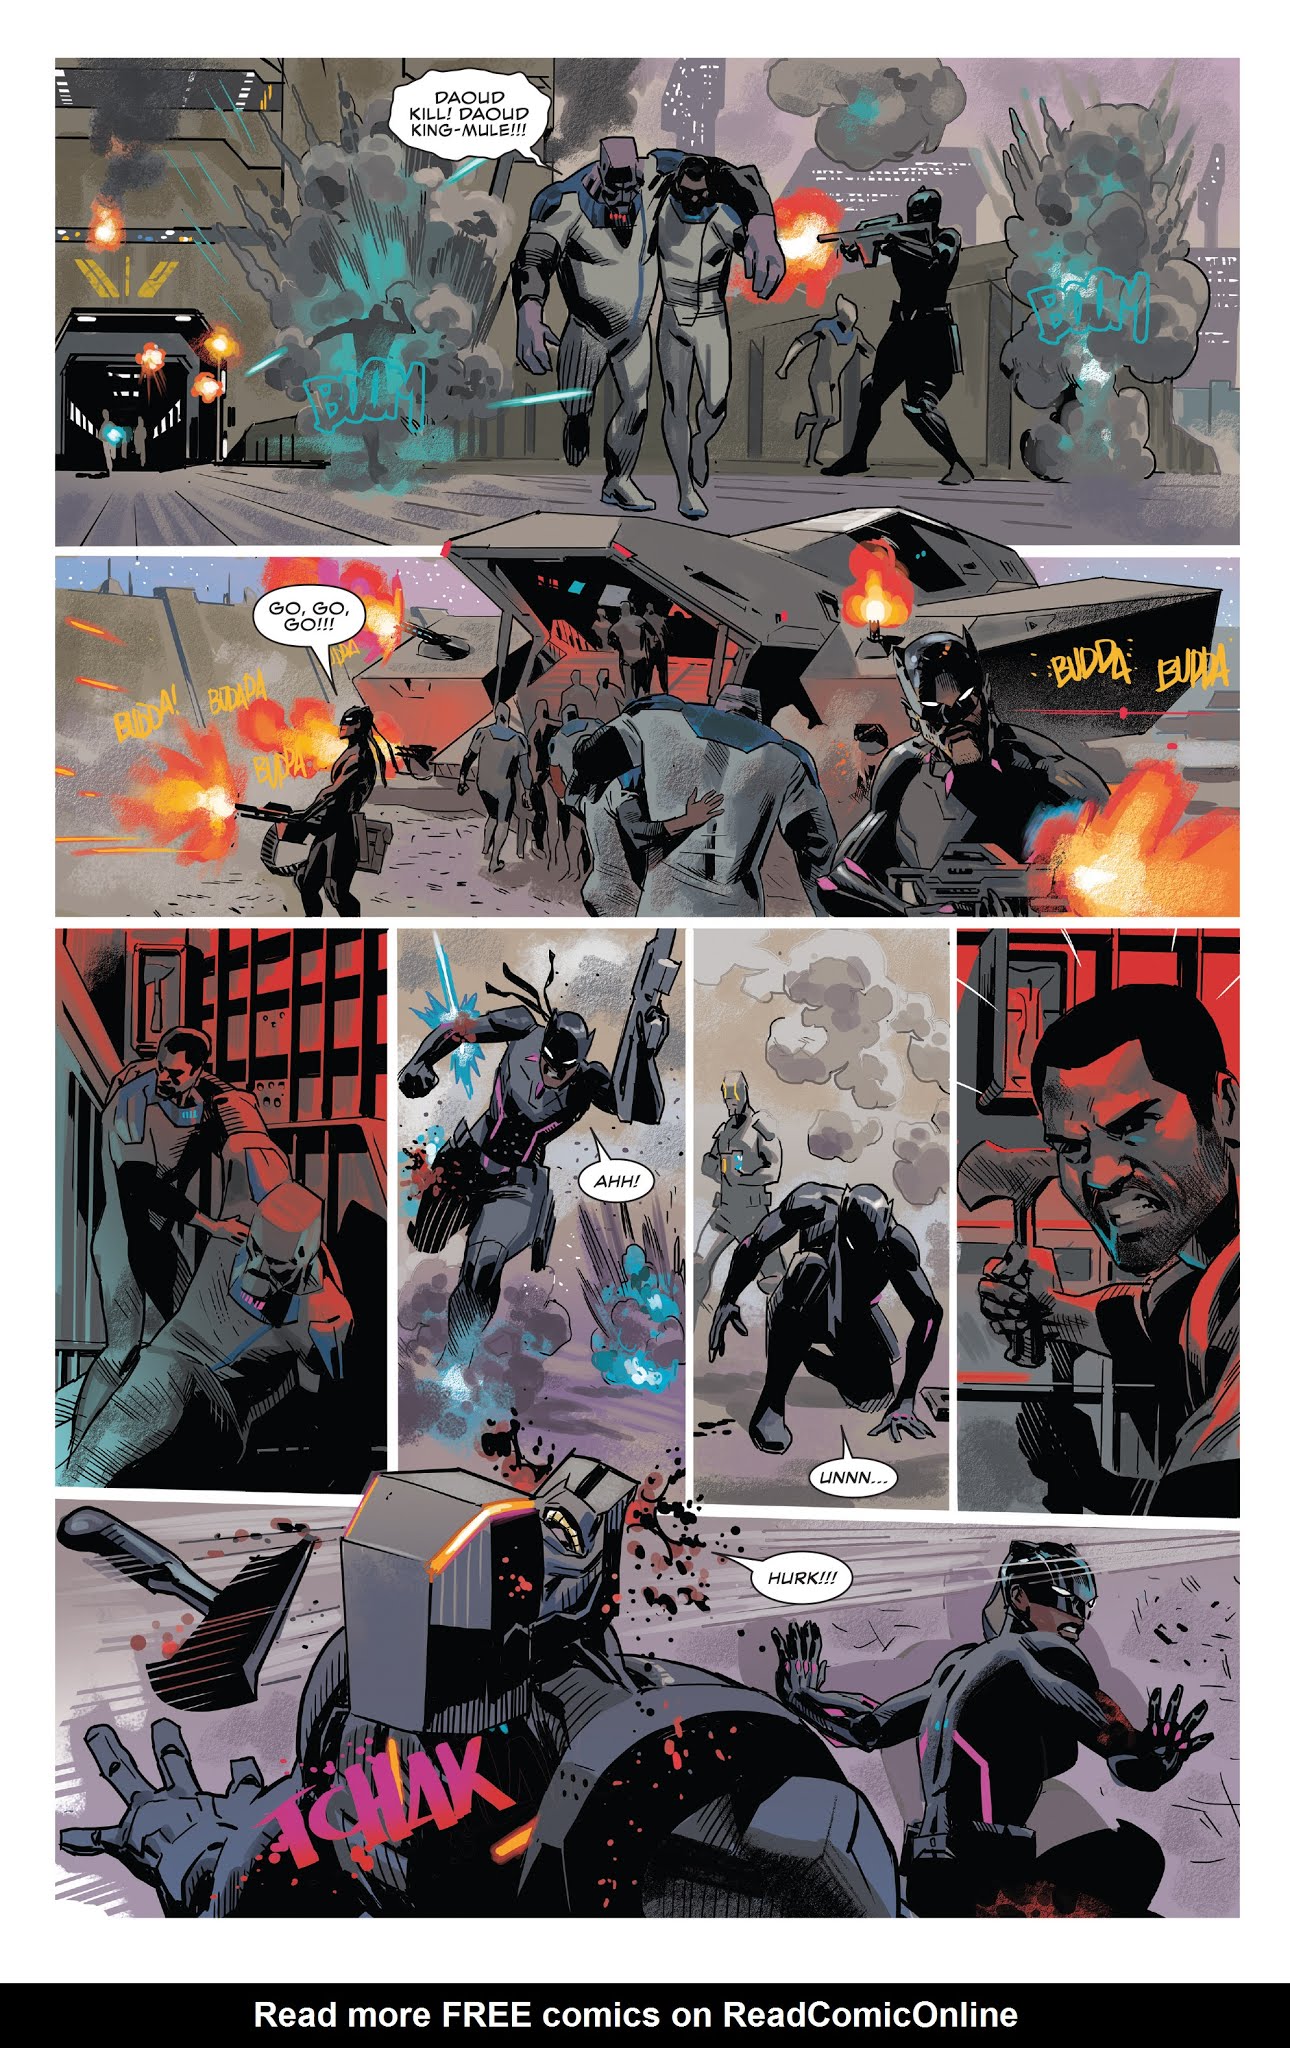 DAOUD
KILL! DAOUD
KING-MULE!!!
BOOM
BOOM
GO, GO,
GO!!!
BUDDA!
BUDADA
BUDDA
BUDDA
BUDDA
AHH!
UNNN...
HURK!!!
TCHAK
Read more FREE comics on ReadComicOnline